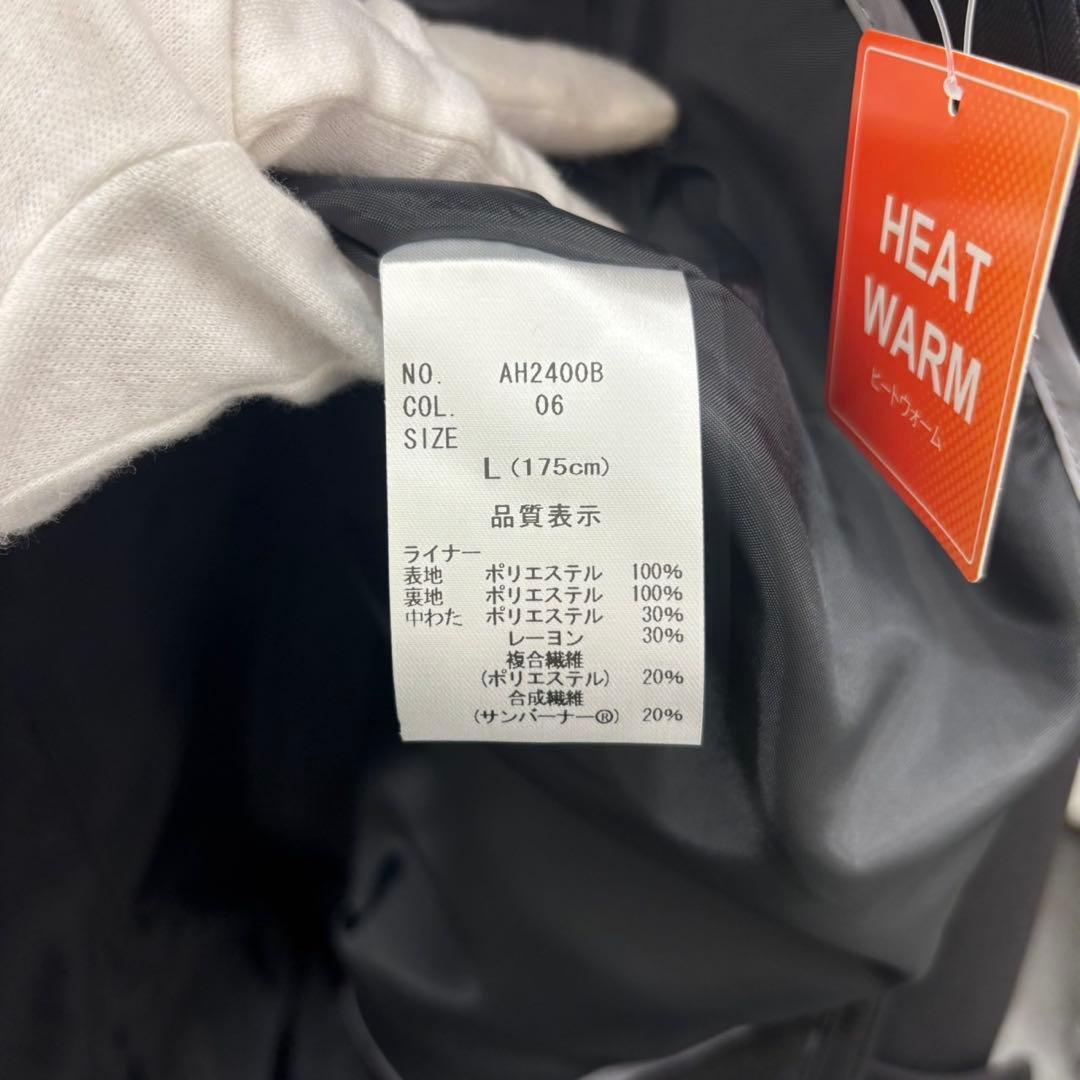 NO. AH2400B
COL. 06
SIZE
L (175cm)
品質表示
ライナー
表地 ポリエステル 100%
裏地 ポリエステル 100%
中わた ポリエステル 30%
レーヨン 30%
複合繊維
(ポリエステル) 20%
合成繊維
(サンバーナー®) 20%
HEAT
WARM
ヒートウォーム